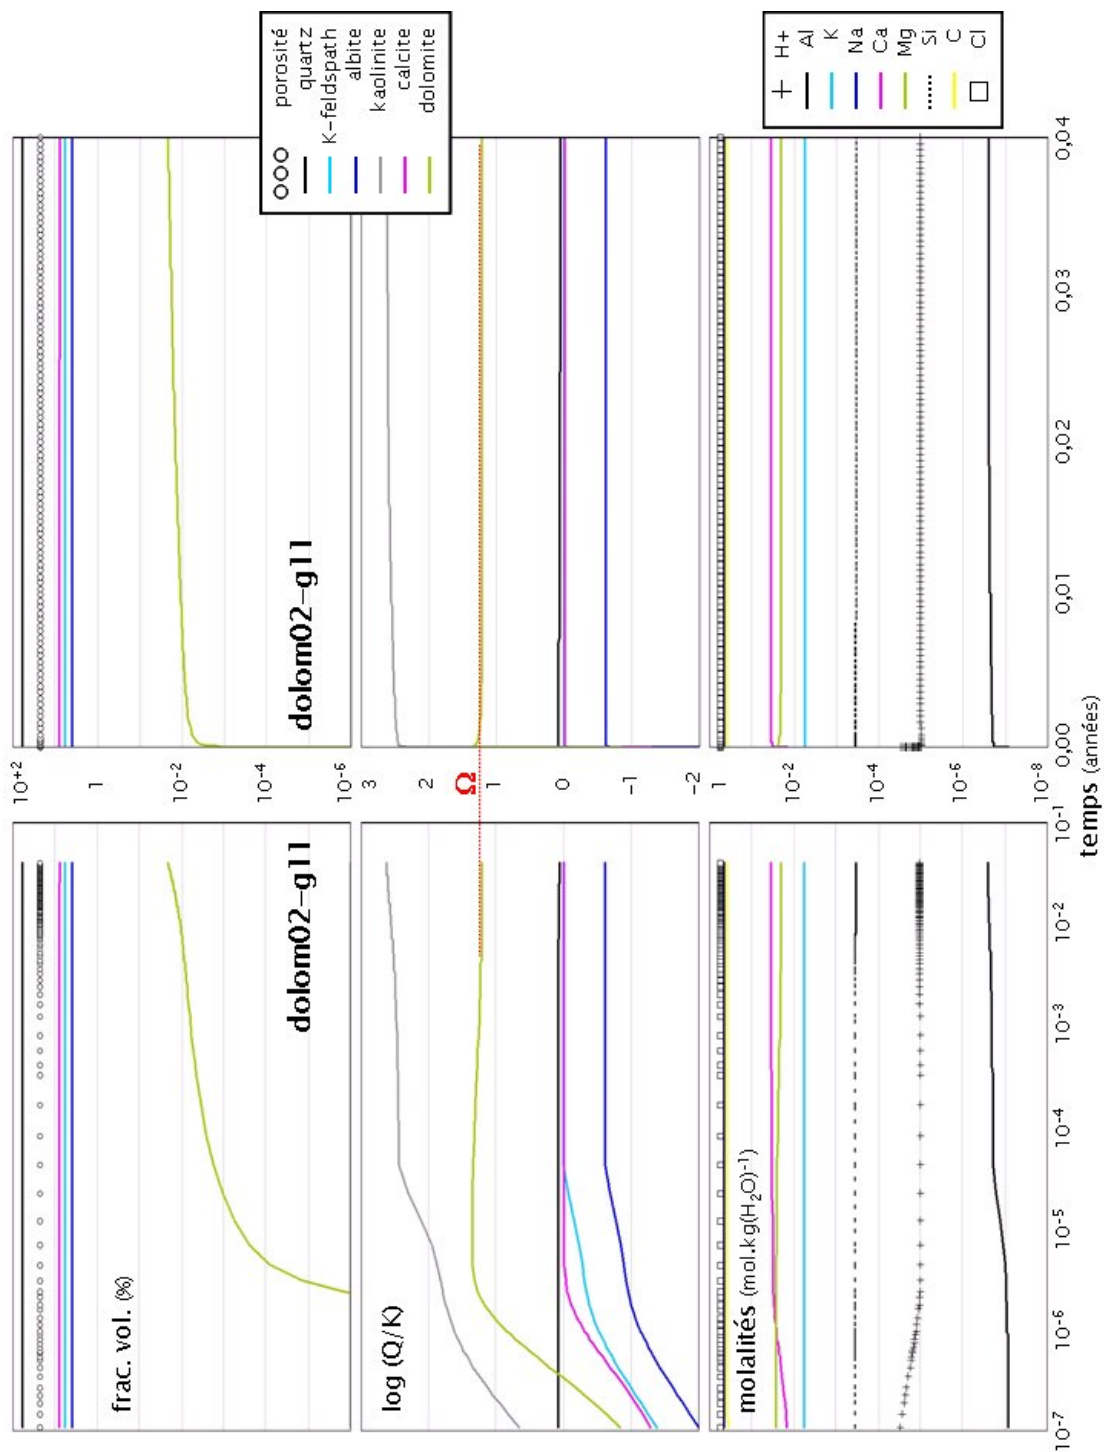 porosité
quartz
K-feldspath
albite
kaolinite
calcite
dolomite
H+
Al
K
Na
Ca
Mg
Si
C
Cl
frac. vol. (%)
dolom02-g11
dolom02-g11
10+2
1
10-2
10-4
10-6
log (Q/K)
3
2
Ω
1
0
-1
-2
molalités (mol.kg(H2O)-1)
1
10-2
10-4
10-6
10-8
10-7
10-6
10-5
10-4
10-3
10-2
10-1
0,00
0,01
0,02
0,03
0,04
temps (années)